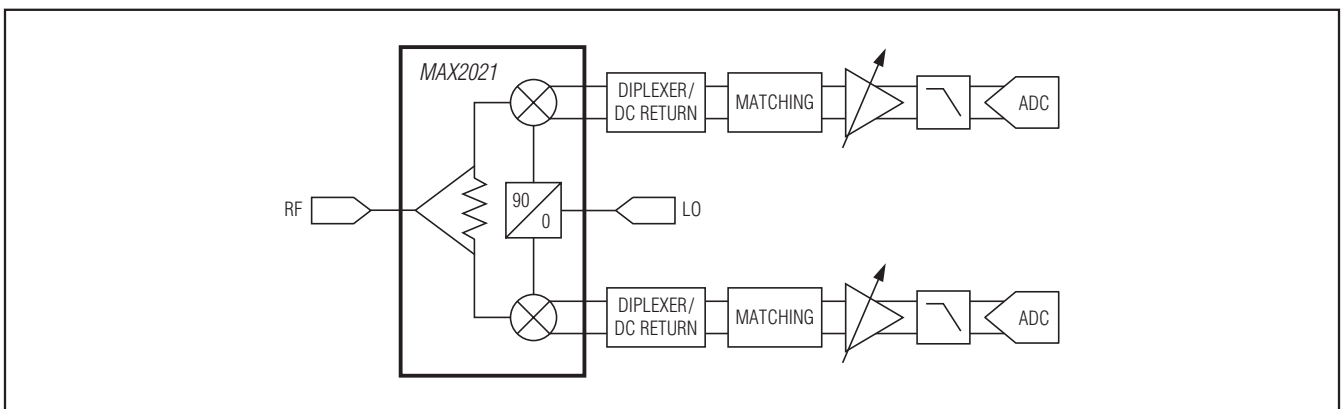 MAX2021
DIPLEXER/
DC RETURN
MATCHING
ADC
RF
90
0
LO
DIPLEXER/
DC RETURN
MATCHING
ADC